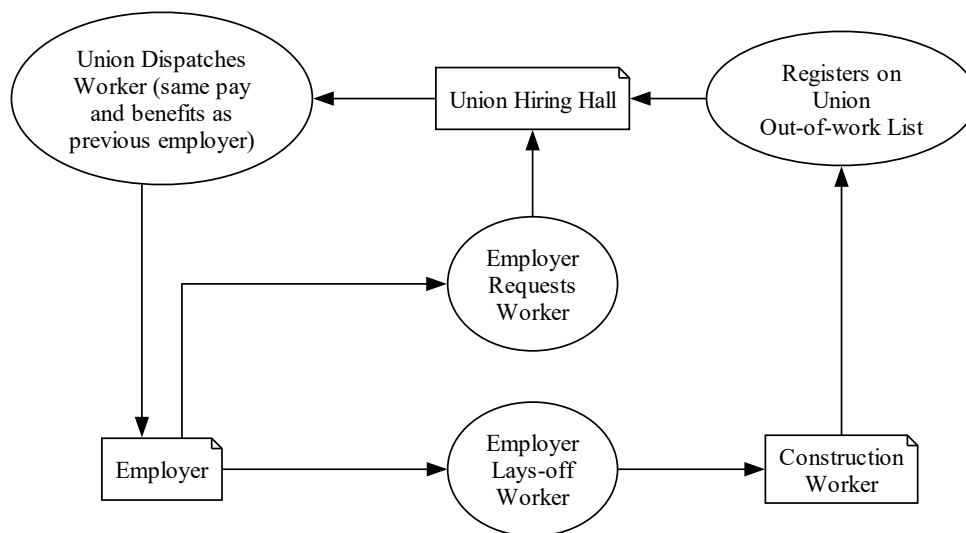 Union Dispatches
Worker (same pay
and benefits as
previous employer)
Union Hiring Hall
Registers on
Union
Out-of-work List
Employer
Requests
Worker
Employer
Employer
Lays-off
Worker
Construction
Worker